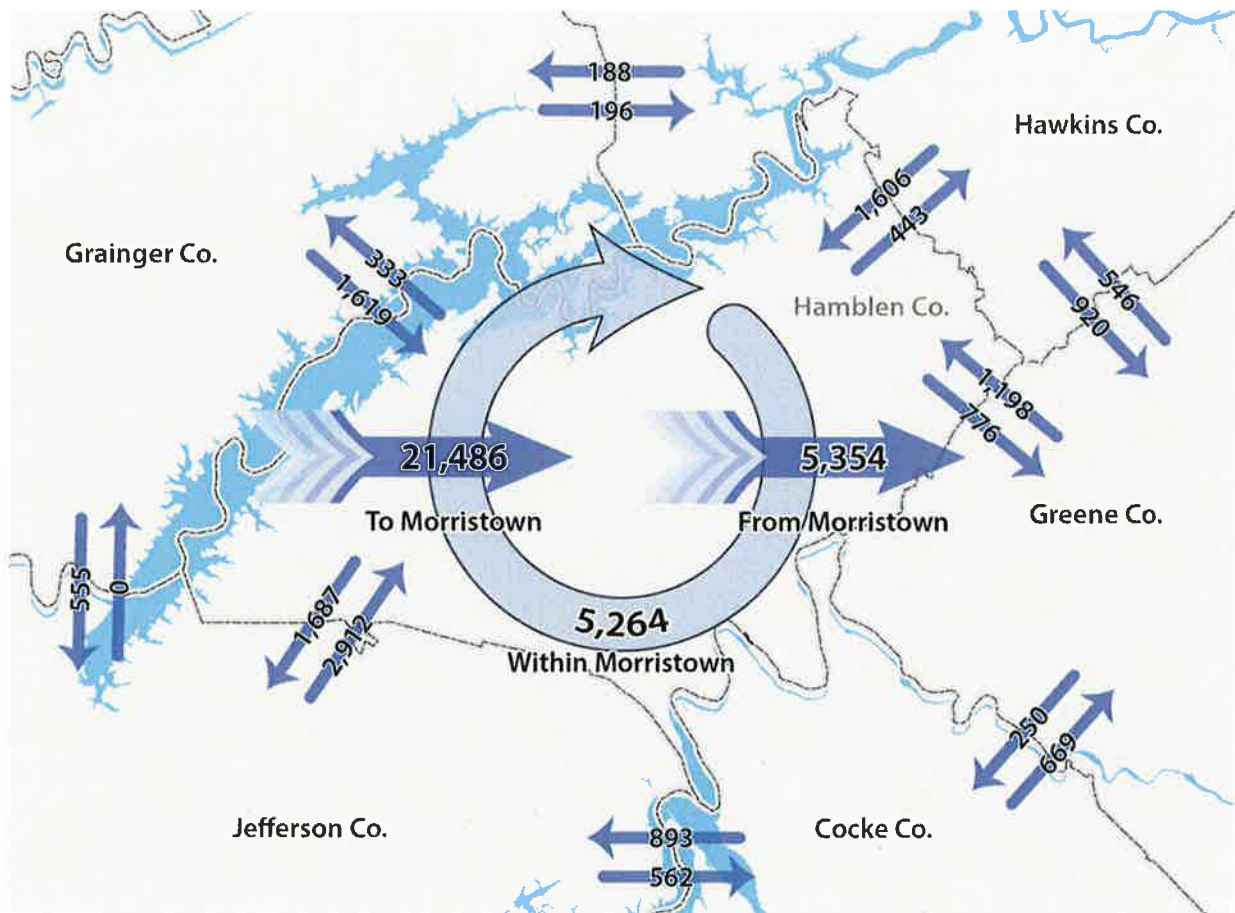 188
196
Hawkins Co.
1,606
443
Grainger Co.
333
1,619
546
920
Hamblen Co.
1,198
776
21,486
To Morristown
5,354
From Morristown
Greene Co.
555
0
1,687
2,912
5,264
Within Morristown
250
669
Jefferson Co.
893
562
Cocke Co.